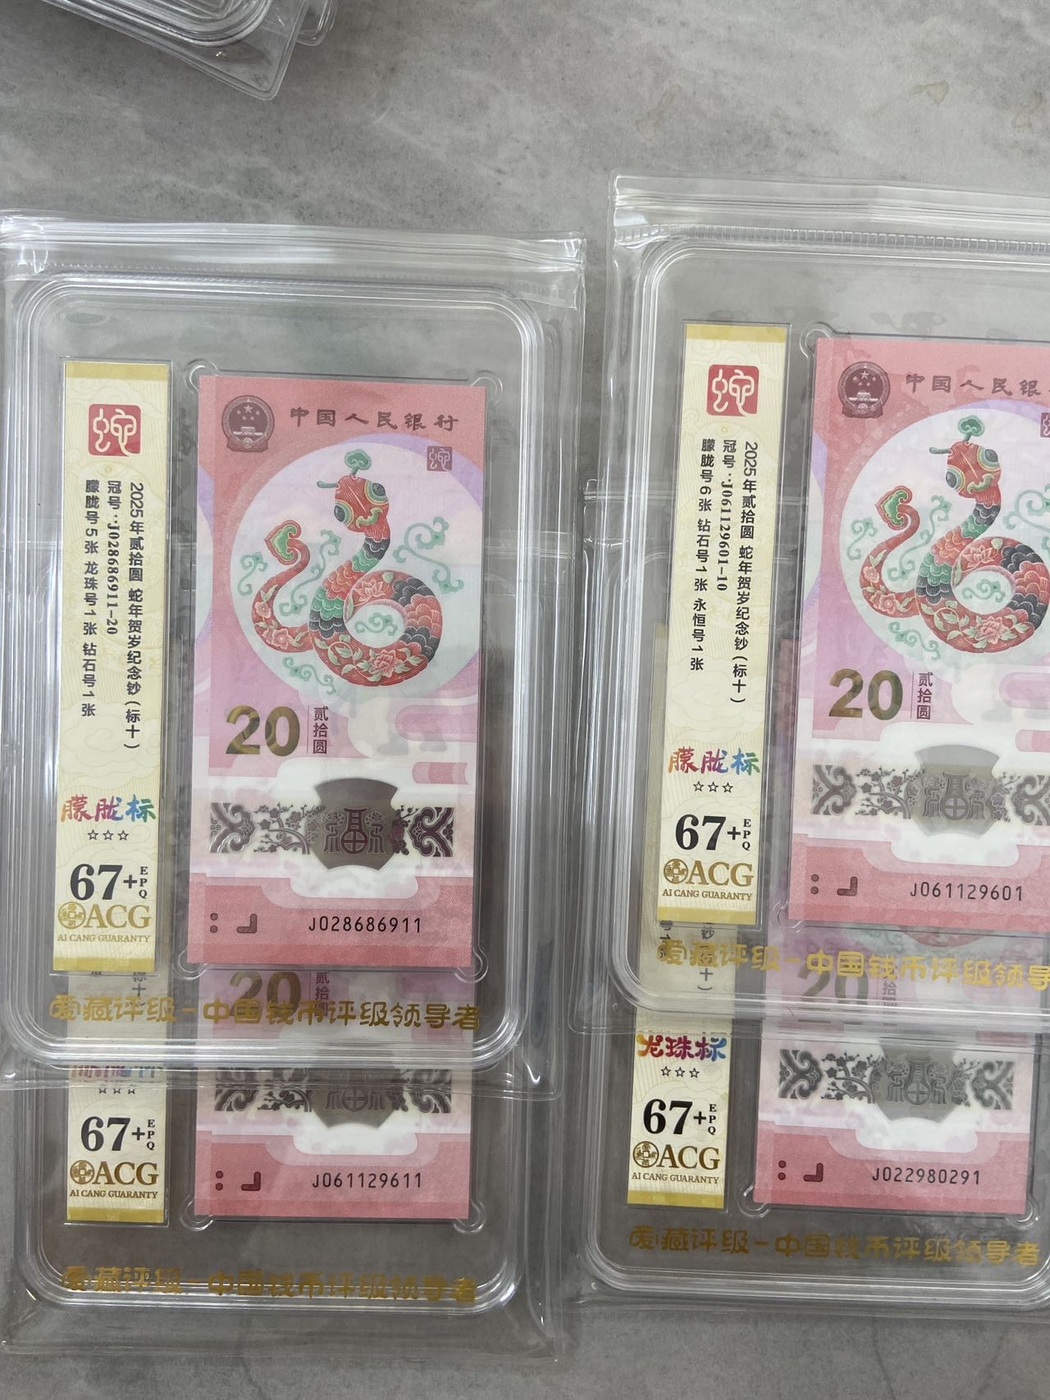 蛇
2025年贰拾圆 蛇年贺岁纪念钞(标十)
冠号:J028686911-20
朦胧号5张 龙珠号1张 钻石号1张
朦胧标
☆☆☆
67+EPQ
ACG
AI CANG GUARANTY
中国人民银行
蛇
20 贰拾圆
福
J028686911
爱藏评级-中国钱币评级领导者
蛇
2025年贰拾圆 蛇年贺岁纪念钞(标十)
冠号:J061129601-10
朦胧号6张 钻石号1张 永恒号1张
朦胧标
☆☆☆
67+EPQ
ACG
AI CANG GUARANTY
中国人民银
20 贰拾圆
福
J061129601
爱藏评级-中国钱币评级领导
20 贰拾圆
☆☆☆
67+EPQ
ACG
AI CANG GUARANTY
福
J061129611
爱藏评级-中国钱币评级领导者
20
龙珠标
☆☆☆
67+EPQ
ACG
AI CANG GUARANTY
福
J022980291
爱藏评级-中国钱币评级领导者